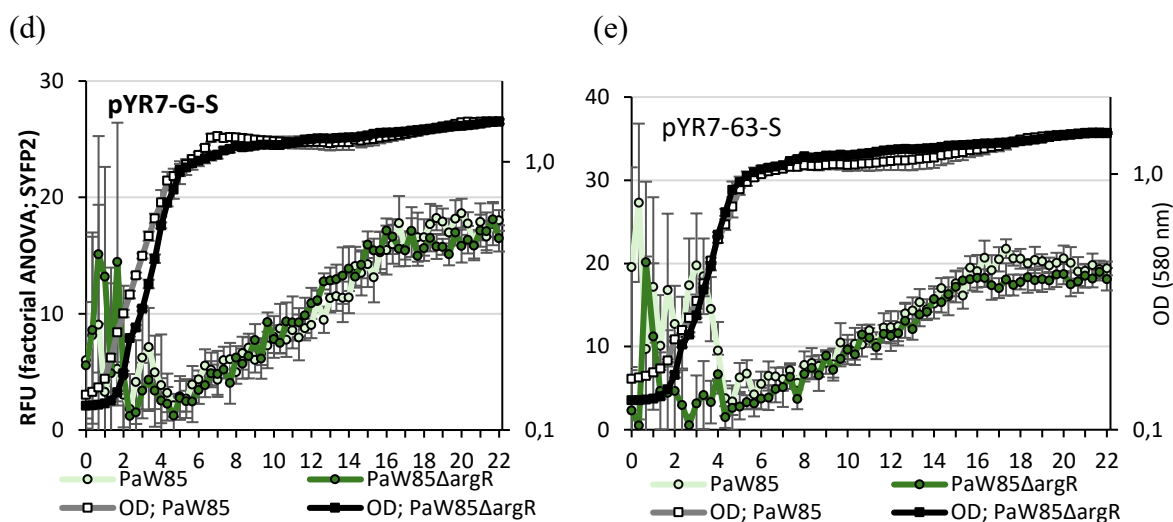 (d)
(e)
30
20
10
0
RFU (factorial ANOVA; SYFP2)
pYR7-G-S
1,0
0,1
0 2 4 6 8 10 12 14 16 18 20 22
PaW85
PaW85ΔargR
OD; PaW85
OD; PaW85ΔargR
40
30
20
10
0
pYR7-63-S
1,0
0,1
OD (580 nm)
0 2 4 6 8 10 12 14 16 18 20 22
PaW85
PaW85ΔargR
OD; PaW85
OD; PaW85ΔargR